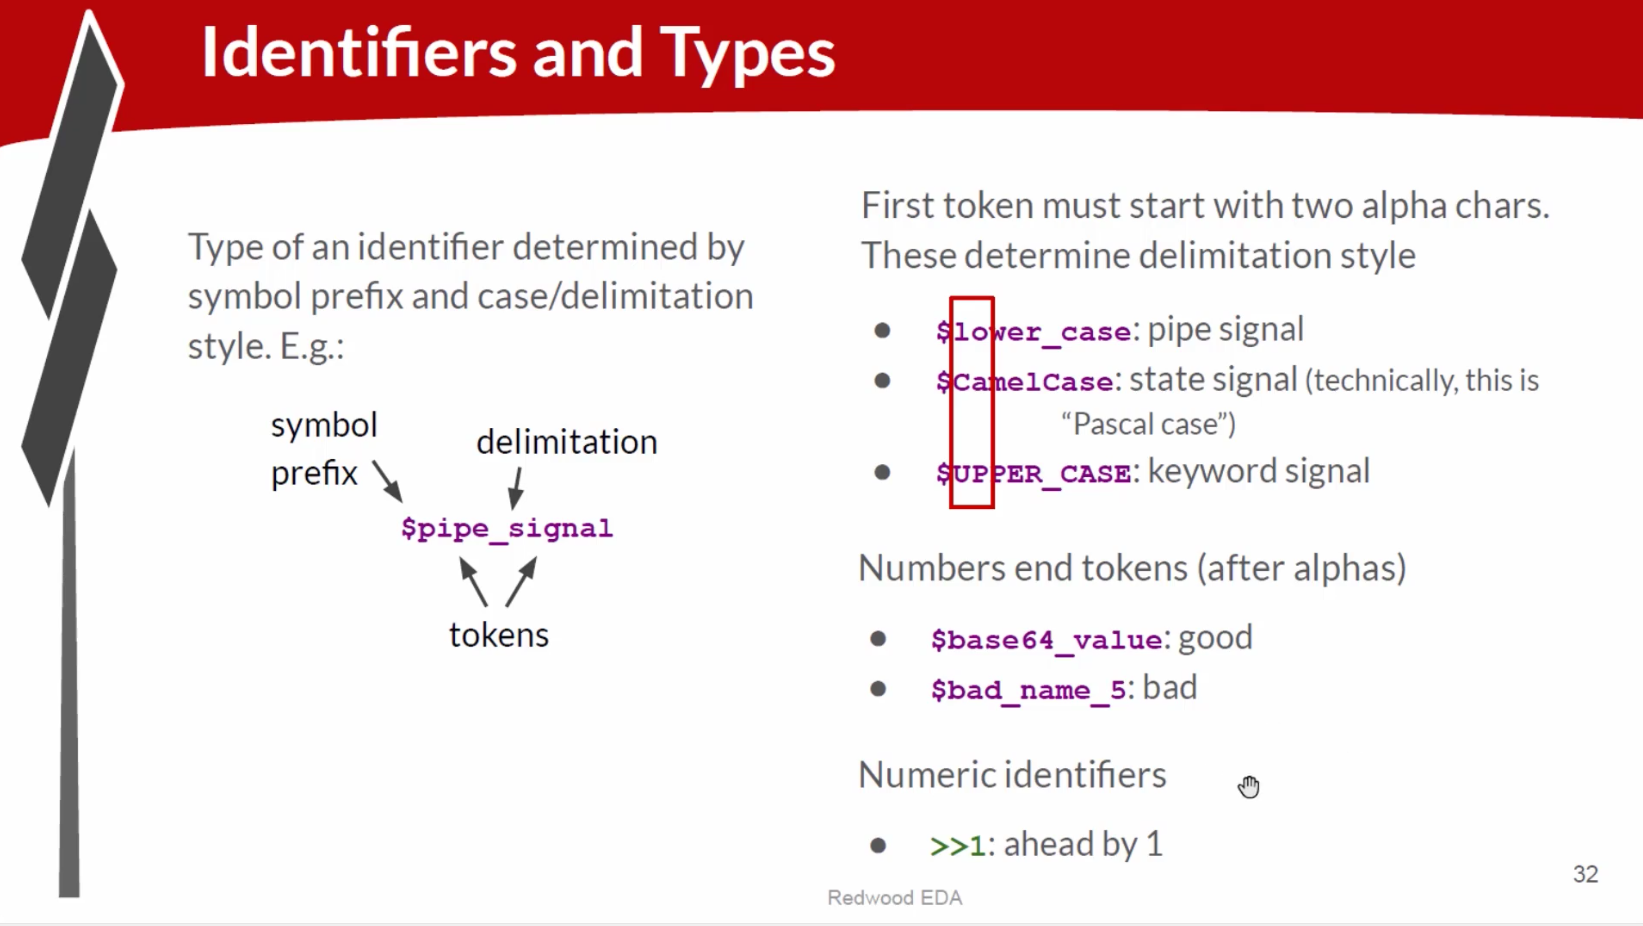 Identifiers and Types
Type of an identifier determined by
symbol prefix and case/delimitation
style. E.g.:
symbol
prefix
delimitation
$pipe_signal
tokens
First token must start with two alpha chars.
These determine delimitation style
● $lower_case: pipe signal
● $CamelCase: state signal (technically, this is
“Pascal case”)
● $UPPER_CASE: keyword signal
Numbers end tokens (after alphas)
● $base64_value: good
● $bad_name_5: bad
Numeric identifiers
● >>1: ahead by 1
32
Redwood EDA